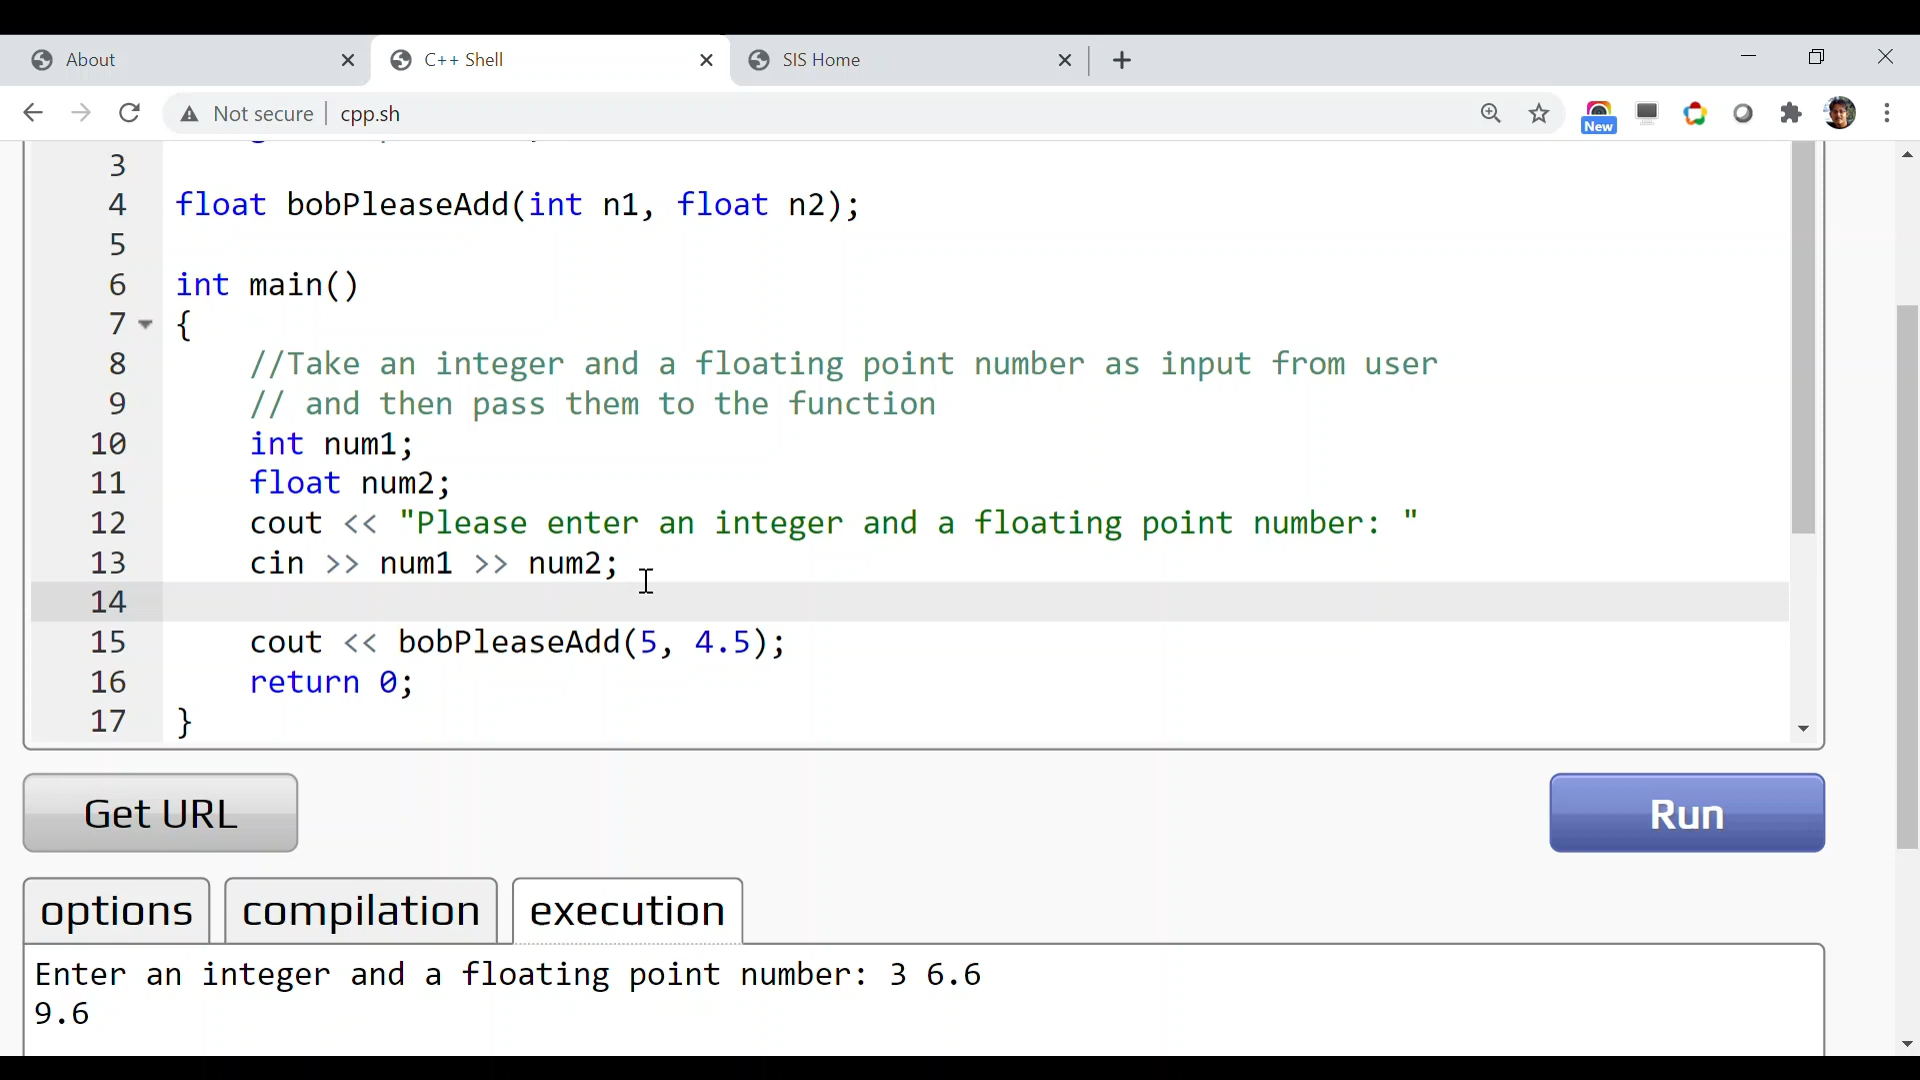 About
C++ Shell
SIS Home
Not secure
cpp.sh
New
3
4 float bobPleaseAdd(int n1, float n2);
5
6 int main()
7 {
8 //Take an integer and a floating point number as input from user
9 // and then pass them to the function
10 int num1;
11 float num2;
12 cout << "Please enter an integer and a floating point number: "
13 cin >> num1 >> num2;
14
15 cout << bobPleaseAdd(5, 4.5);
16 return 0;
17 }
Get URL
Run
options
compilation
execution
Enter an integer and a floating point number: 3 6.6
9.6